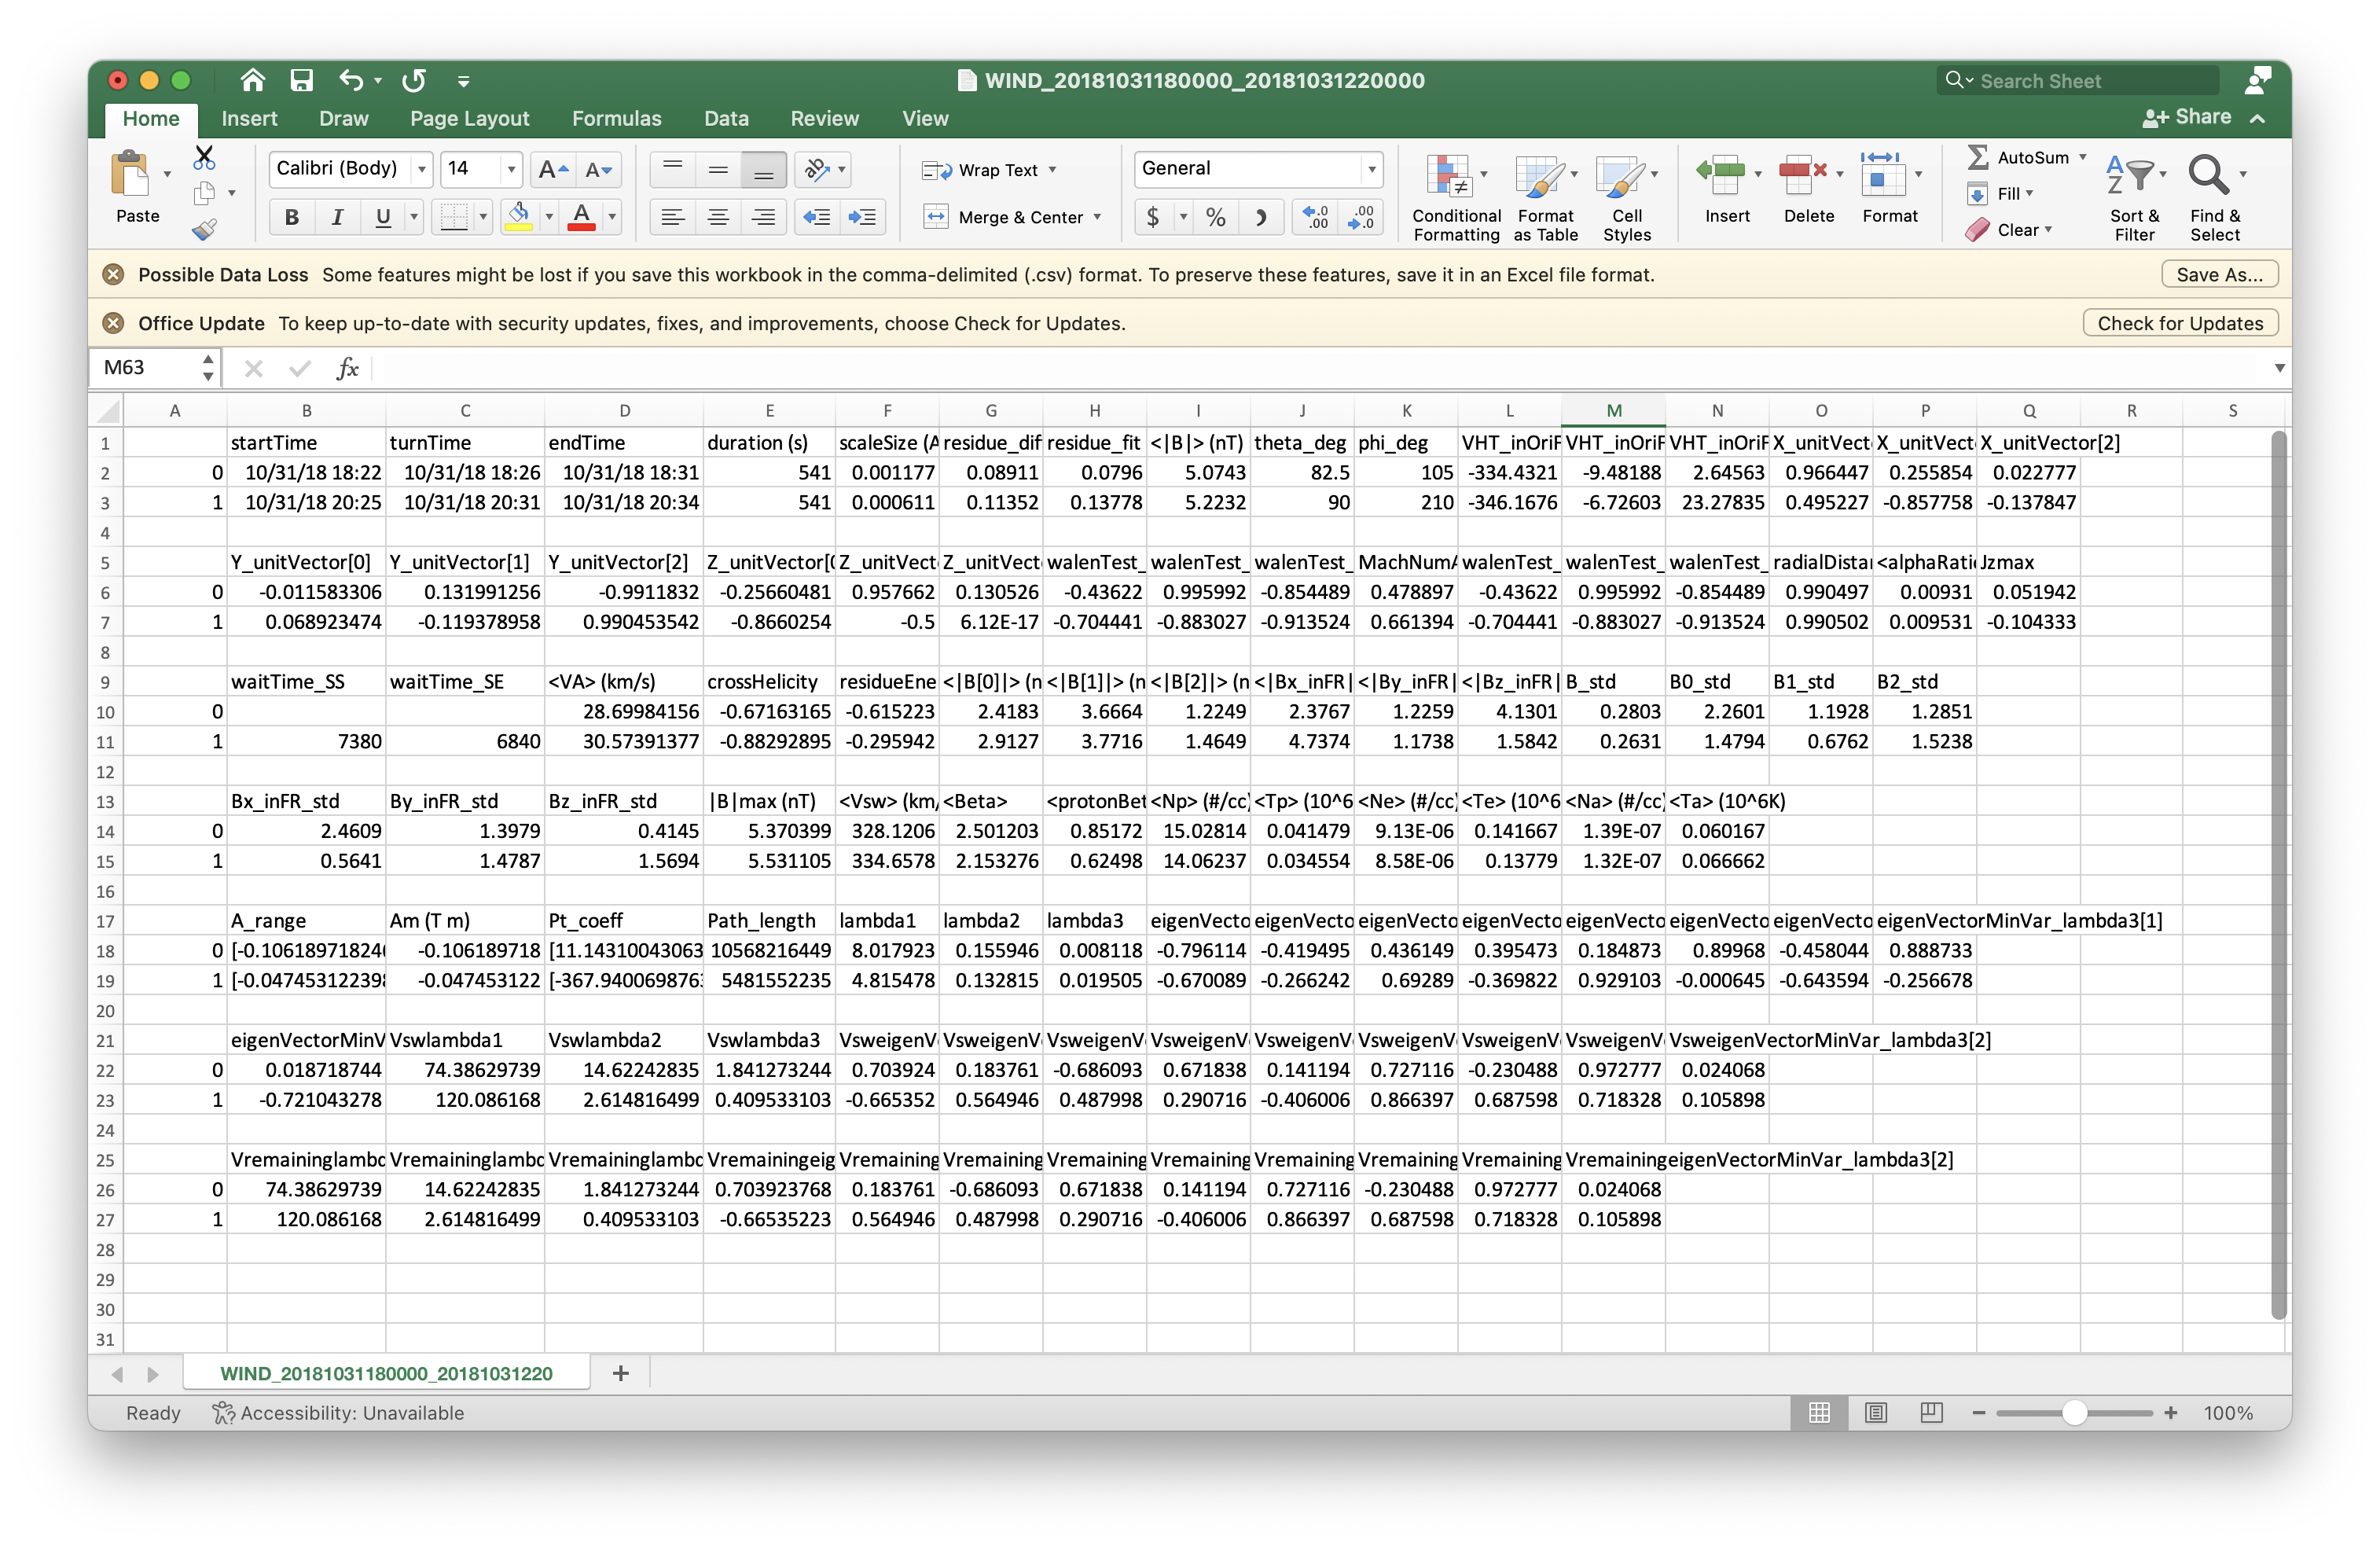 WIND_20181031180000_20181031220000
Search Sheet
Home Insert Draw Page Layout Formulas Data Review View Share
Paste
Calibri (Body) 14
Wrap Text
Merge & Center
General
Conditional Formatting
Format as Table
Cell Styles
Insert Delete Format
AutoSum
Fill
Clear
Sort & Filter
Find & Select
Possible Data Loss Some features might be lost if you save this workbook in the comma-delimited (.csv) format. To preserve these features, save it in an Excel file format. Save As...
Office Update To keep up-to-date with security updates, fixes, and improvements, choose Check for Updates. Check for Updates
M63 fx
A B C D E F G H I J K L M N O P Q R S
1 startTime turnTime endTime duration (s) scaleSize (A residue_dif residue_fit <|B|> (nT) theta_deg phi_deg VHT_inOriF VHT_inOriF VHT_inOriF X_unitVect X_unitVect X_unitVector[2]
2 0 10/31/18 18:22 10/31/18 18:26 10/31/18 18:31 541 0.001177 0.08911 0.0796 5.0743 82.5 105 -334.4321 -9.48188 2.64563 0.966447 0.255854 0.022777
3 1 10/31/18 20:25 10/31/18 20:31 10/31/18 20:34 541 0.000611 0.11352 0.13778 5.2232 90 210 -346.1676 -6.72603 23.27835 0.495227 -0.857758 -0.137847
4
5 Y_unitVector[0] Y_unitVector[1] Y_unitVector[2] Z_unitVector[0 Z_unitVect Z_unitVect walenTest_ walenTest_ walenTest_ MachNumA walenTest_ walenTest_ walenTest_ radialDistan <alphaRatio Jzmax
6 0 -0.011583306 0.131991256 -0.9911832 -0.25660481 0.957662 0.130526 -0.43622 0.995992 -0.854489 0.478897 -0.43622 0.995992 -0.854489 0.990497 0.00931 0.051942
7 1 0.068923474 -0.119378958 0.990453542 -0.8660254 -0.5 6.12E-17 -0.704441 -0.883027 -0.913524 0.661394 -0.704441 -0.883027 -0.913524 0.990502 0.009531 -0.104333
8
9 waitTime_SS waitTime_SE <VA> (km/s) crossHelicity residueEne <|B[0]|> (n <|B[1]|> (n <|B[2]|> (n <|Bx_inFR| <|By_inFR| <|Bz_inFR| B_std B0_std B1_std B2_std
10 0 28.69984156 -0.67163165 -0.615223 2.4183 3.6664 1.2249 2.3767 1.2259 4.1301 0.2803 2.2601 1.1928 1.2851
11 1 7380 6840 30.57391377 -0.88292895 -0.295942 2.9127 3.7716 1.4649 4.7374 1.1738 1.5842 0.2631 1.4794 0.6762 1.5238
12
13 Bx_inFR_std By_inFR_std Bz_inFR_std |B|max (nT) <Vsw> (km/ <Beta> <protonBet <Np> (#/cc) <Tp> (10^6 <Ne> (#/cc) <Te> (10^6 <Na> (#/cc) <Ta> (10^6K)
14 0 2.4609 1.3979 0.4145 5.370399 328.1206 2.501203 0.85172 15.02814 0.041479 9.13E-06 0.141667 1.39E-07 0.060167
15 1 0.5641 1.4787 1.5694 5.531105 334.6578 2.153276 0.62498 14.06237 0.034554 8.58E-06 0.13779 1.32E-07 0.066662
16
17 A_range Am (T m) Pt_coeff Path_length lambda1 lambda2 lambda3 eigenVecto eigenVecto eigenVecto eigenVecto eigenVecto eigenVecto eigenVecto eigenVectorMinVar_lambda3[1]
18 0 [-0.10618971824 -0.106189718 [11.14310043063 10568216449 8.017923 0.155946 0.008118 -0.796114 -0.419495 0.436149 0.395473 0.184873 0.89968 -0.458044 0.888733
19 1 [-0.047453122398 -0.047453122 [-367.9400698763 5481552235 4.815478 0.132815 0.019505 -0.670089 -0.266242 0.69289 -0.369822 0.929103 -0.000645 -0.643594 -0.256678
20
21 eigenVectorMinV Vswlambda1 Vswlambda2 Vswlambda3 VsweigenV VsweigenV VsweigenV VsweigenV VsweigenV VsweigenV VsweigenV VsweigenV VsweigenVectorMinVar_lambda3[2]
22 0 0.018718744 74.38629739 14.62242835 1.841273244 0.703924 0.183761 -0.686093 0.671838 0.141194 0.727116 -0.230488 0.972777 0.024068
23 1 -0.721043278 120.086168 2.614816499 0.409533103 -0.665352 0.564946 0.487998 0.290716 -0.406006 0.866397 0.687598 0.718328 0.105898
24
25 Vremaininglambd Vremaininglambd Vremaininglambd Vremainingeig Vremaining Vremaining Vremaining Vremaining Vremaining Vremaining Vremaining VremainingeigenVectorMinVar_lambda3[2]
26 0 74.38629739 14.62242835 1.841273244 0.703923768 0.183761 -0.686093 0.671838 0.141194 0.727116 -0.230488 0.972777 0.024068
27 1 120.086168 2.614816499 0.409533103 -0.66535223 0.564946 0.487998 0.290716 -0.406006 0.866397 0.687598 0.718328 0.105898
28
29
30
31
WIND_20181031180000_20181031220
Ready Accessibility: Unavailable 100%